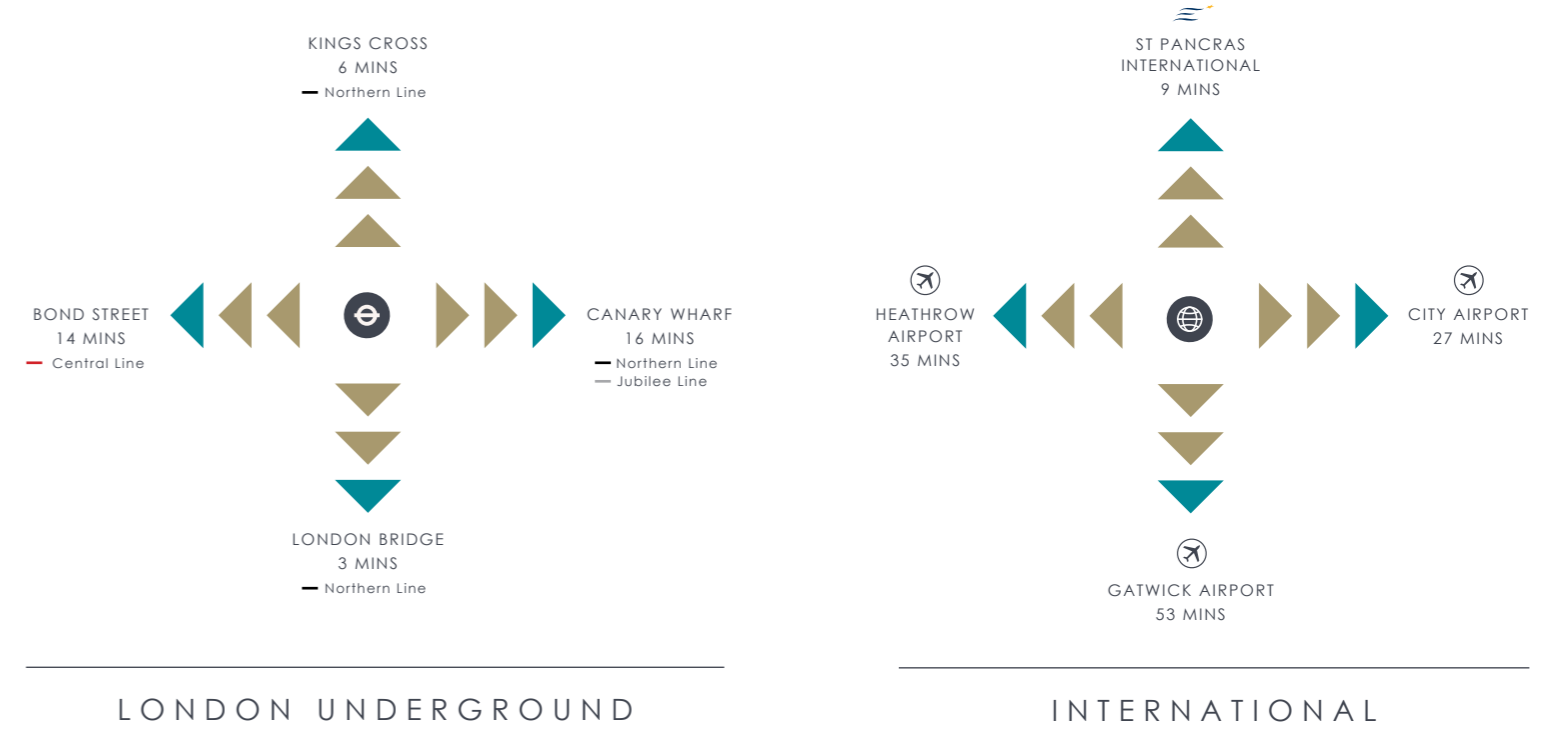 KINGS CROSS
6 MINS
Northern Line
BOND STREET
14 MINS
Central Line
CANARY WHARF
16 MINS
Northern Line
Jubilee Line
LONDON BRIDGE
3 MINS
Northern Line
LONDON UNDERGROUND
ST PANCRAS
INTERNATIONAL
9 MINS
HEATHROW
AIRPORT
35 MINS
CITY AIRPORT
27 MINS
GATWICK AIRPORT
53 MINS
INTERNATIONAL